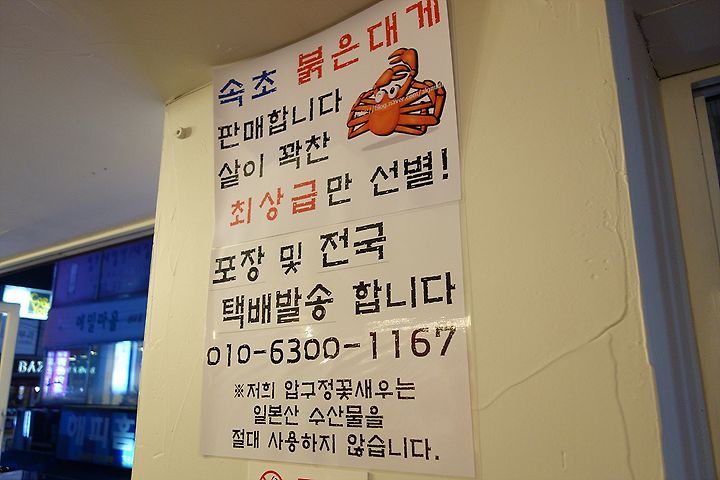 속초 붉은대게
판매합니다
살이 꽉찬
최상급만 선별!
포장 및 전국
택배발송 합니다
010-6300-1167
※저희 압구정꽃새우는
일본산 수산물을
절대 사용하지 않습니다.